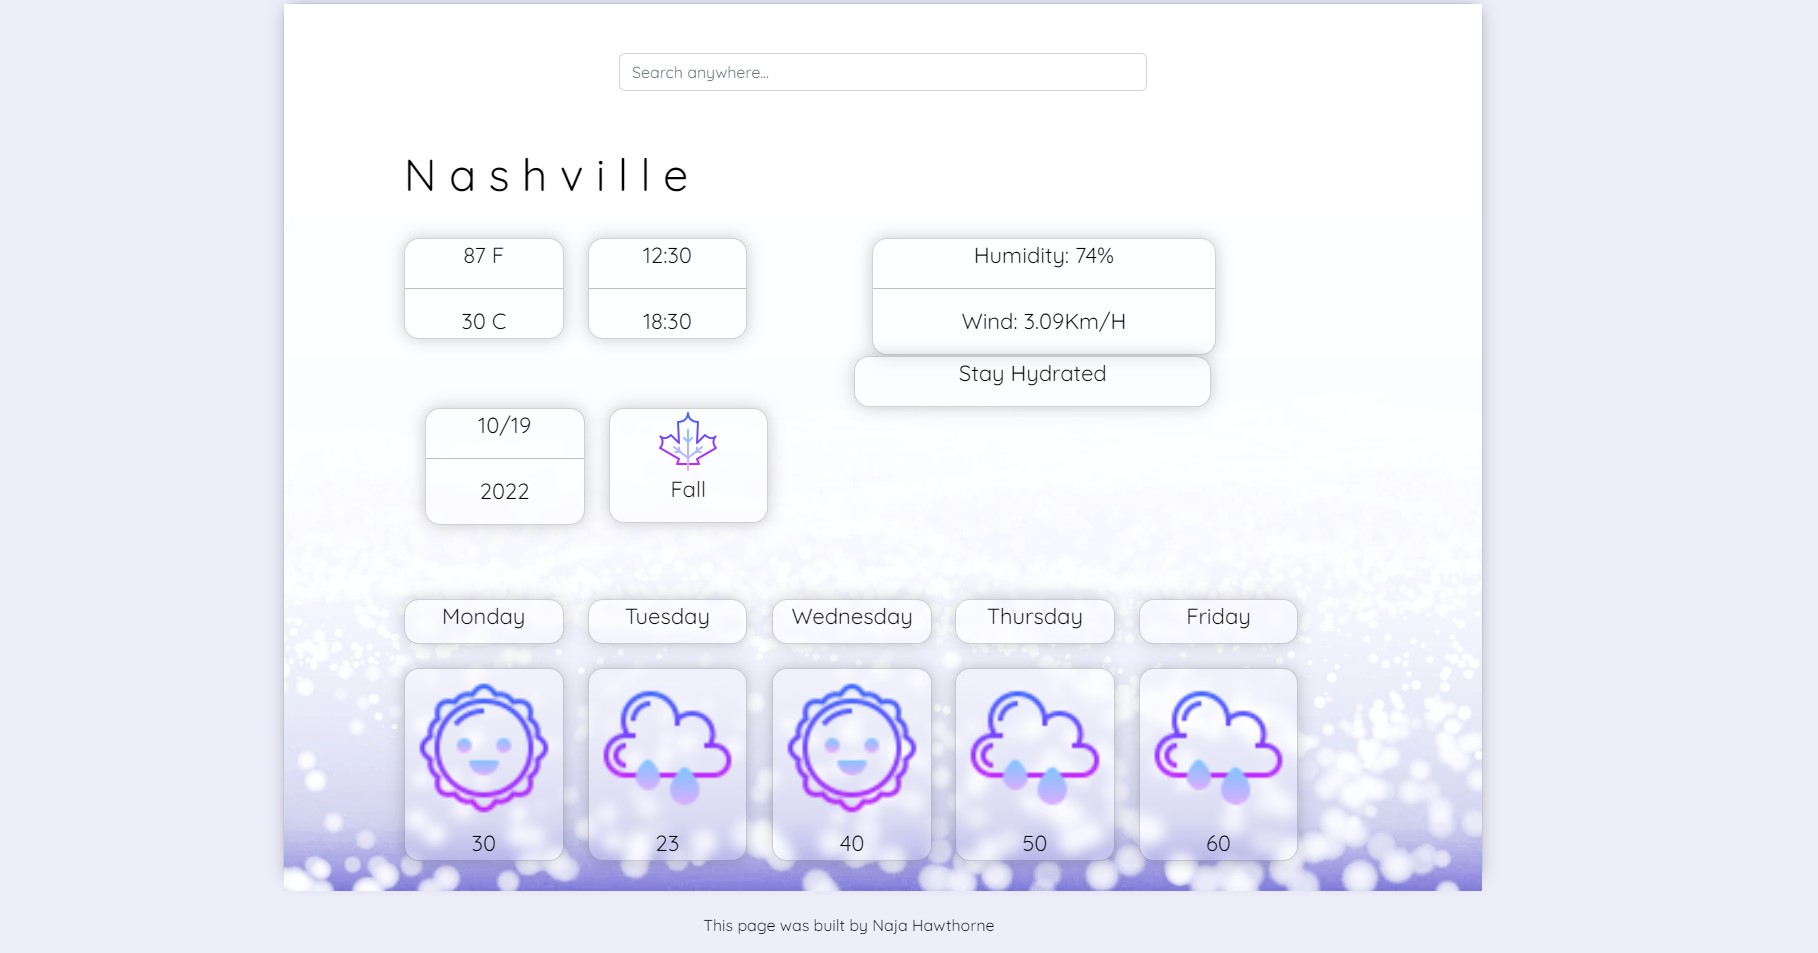 Search anywhere...
Nashville
87 F
30 C
12:30
18:30
Humidity: 74%
Wind: 3.09Km/H
Stay Hydrated
10/19
2022
Fall
Monday
Tuesday
Wednesday
Thursday
Friday
30
23
40
50
60
This page was built by Naja Hawthorne